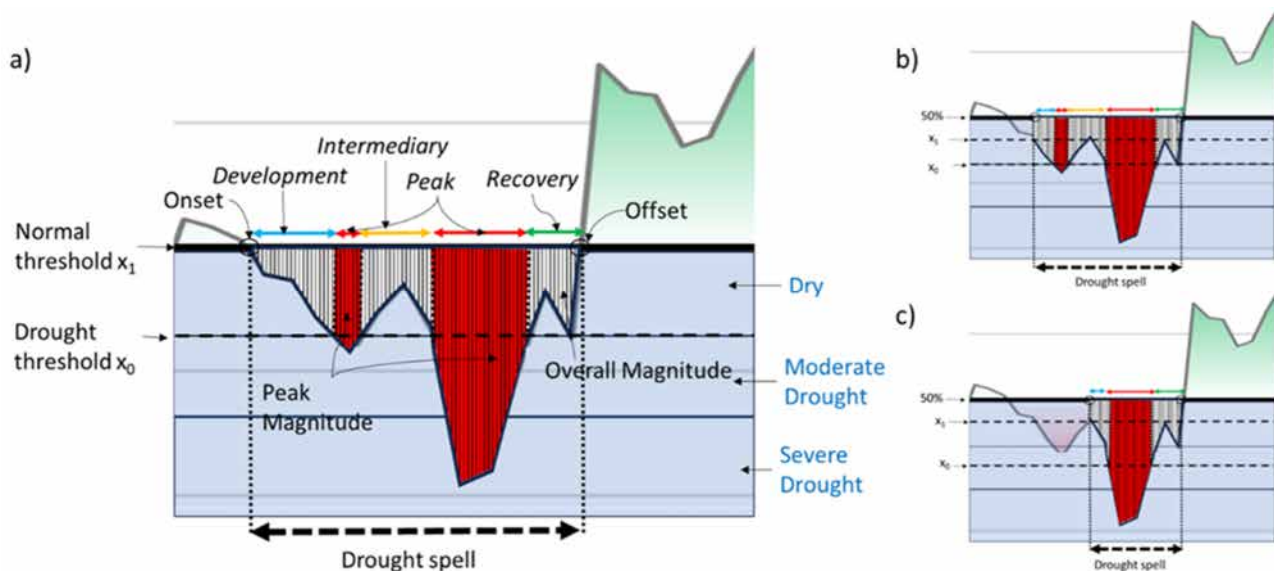 a)
Intermediary
Development
Peak
Recovery
Onset
Offset
Normal
threshold x1
Dry
Drought
threshold x0
Overall Magnitude
Moderate
Drought
Peak
Magnitude
Severe
Drought
Drought spell
b)
50%
x1
x0
Drought spell
c)
50%
x1
x0
Drought spell